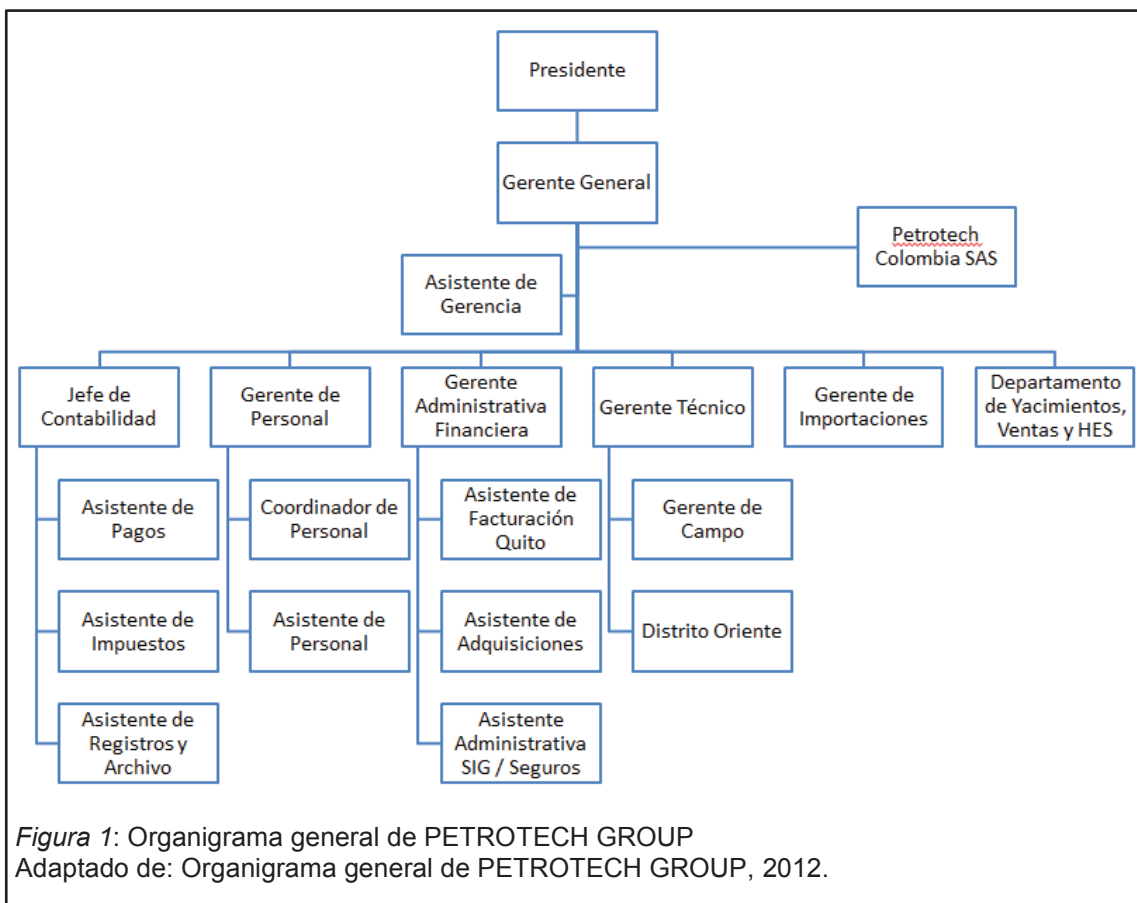 Presidente
Gerente General
Petrotech
Colombia SAS
Asistente de
Gerencia
Jefe de
Contabilidad
Gerente de
Personal
Gerente
Administrativa
Financiera
Gerente Técnico
Gerente de
Importaciones
Departamento
de Yacimientos,
Ventas y HES
Asistente de
Pagos
Coordinador de
Personal
Asistente de
Facturación
Quito
Gerente de
Campo
Asistente de
Impuestos
Asistente de
Personal
Asistente de
Adquisiciones
Distrito Oriente
Asistente de
Registros y
Archivo
Asistente
Administrativa
SIG / Seguros
Figura 1: Organigrama general de PETROTECH GROUP
Adaptado de: Organigrama general de PETROTECH GROUP, 2012.